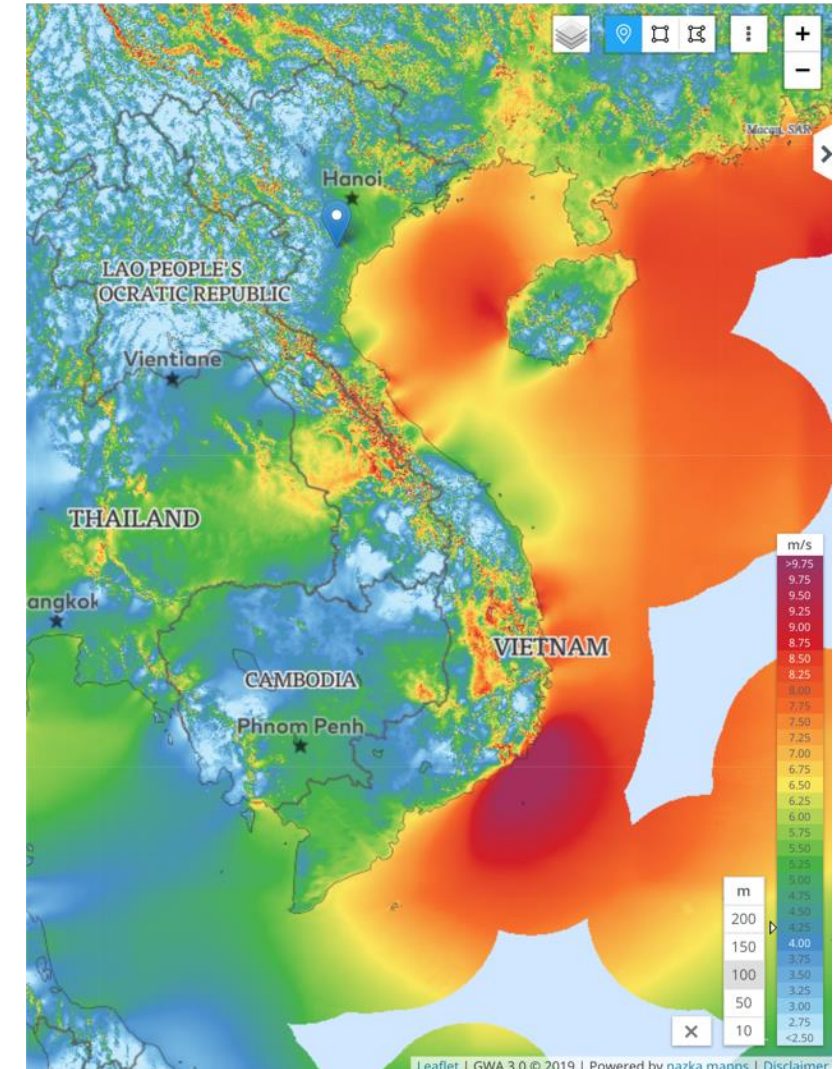 +
−
Macau, SAR
Hanoi
LAO PEOPLE'S
OCRATIC REPUBLIC
Vientiane
THAILAND
angkok
VIETNAM
CAMBODIA
Phnom Penh
m/s
>9.75
9.75
9.50
9.25
9.00
8.75
8.50
8.25
8.00
7.75
7.50
7.25
7.00
6.75
6.50
6.25
6.00
5.75
5.50
5.25
5.00
4.75
4.50
4.25
4.00
3.75
3.50
3.25
3.00
2.75
<2.50
m
200
150
100
50
10
Leaflet | GWA 3.0 © 2019 | Powered by nazka mapps | Disclaimer